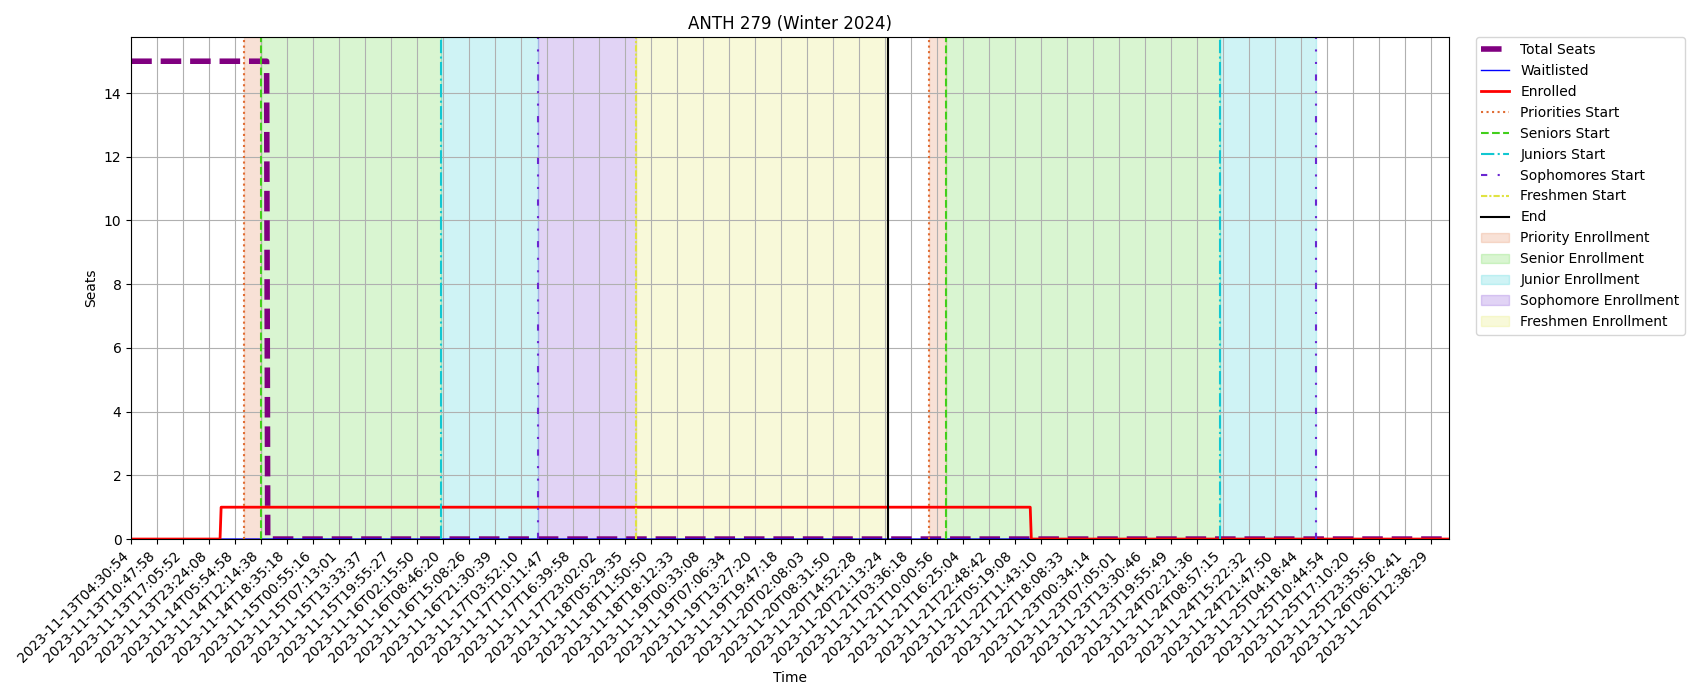 ANTH 279 (Winter 2024)
Seats
14
12
10
8
6
4
2
0
2023-11-13T04:30:54
2023-11-13T10:47:58
2023-11-13T17:05:52
2023-11-13T23:24:08
2023-11-14T05:54:58
2023-11-14T12:14:38
2023-11-14T18:35:18
2023-11-15T00:55:16
2023-11-15T07:13:01
2023-11-15T13:33:37
2023-11-15T19:55:27
2023-11-16T02:15:50
2023-11-16T08:46:20
2023-11-16T15:08:26
2023-11-16T21:30:39
2023-11-17T03:52:10
2023-11-17T10:11:47
2023-11-17T16:39:58
2023-11-17T23:02:02
2023-11-18T05:29:35
2023-11-18T11:50:50
2023-11-18T18:12:33
2023-11-19T00:33:08
2023-11-19T07:06:34
2023-11-19T13:27:20
2023-11-19T19:47:18
2023-11-20T02:08:03
2023-11-20T08:31:50
2023-11-20T14:52:28
2023-11-20T21:13:24
2023-11-21T03:36:18
2023-11-21T10:00:56
2023-11-21T16:25:04
2023-11-21T22:48:42
2023-11-22T05:19:08
2023-11-22T11:43:10
2023-11-22T18:08:33
2023-11-23T00:34:14
2023-11-23T07:05:01
2023-11-23T13:30:46
2023-11-23T19:55:49
2023-11-24T02:21:36
2023-11-24T08:57:15
2023-11-24T15:22:32
2023-11-24T21:47:50
2023-11-25T04:18:44
2023-11-25T10:44:54
2023-11-25T17:10:20
2023-11-25T23:35:56
2023-11-26T06:12:41
2023-11-26T12:38:29
Time
Total Seats
Waitlisted
Enrolled
Priorities Start
Seniors Start
Juniors Start
Sophomores Start
Freshmen Start
End
Priority Enrollment
Senior Enrollment
Junior Enrollment
Sophomore Enrollment
Freshmen Enrollment